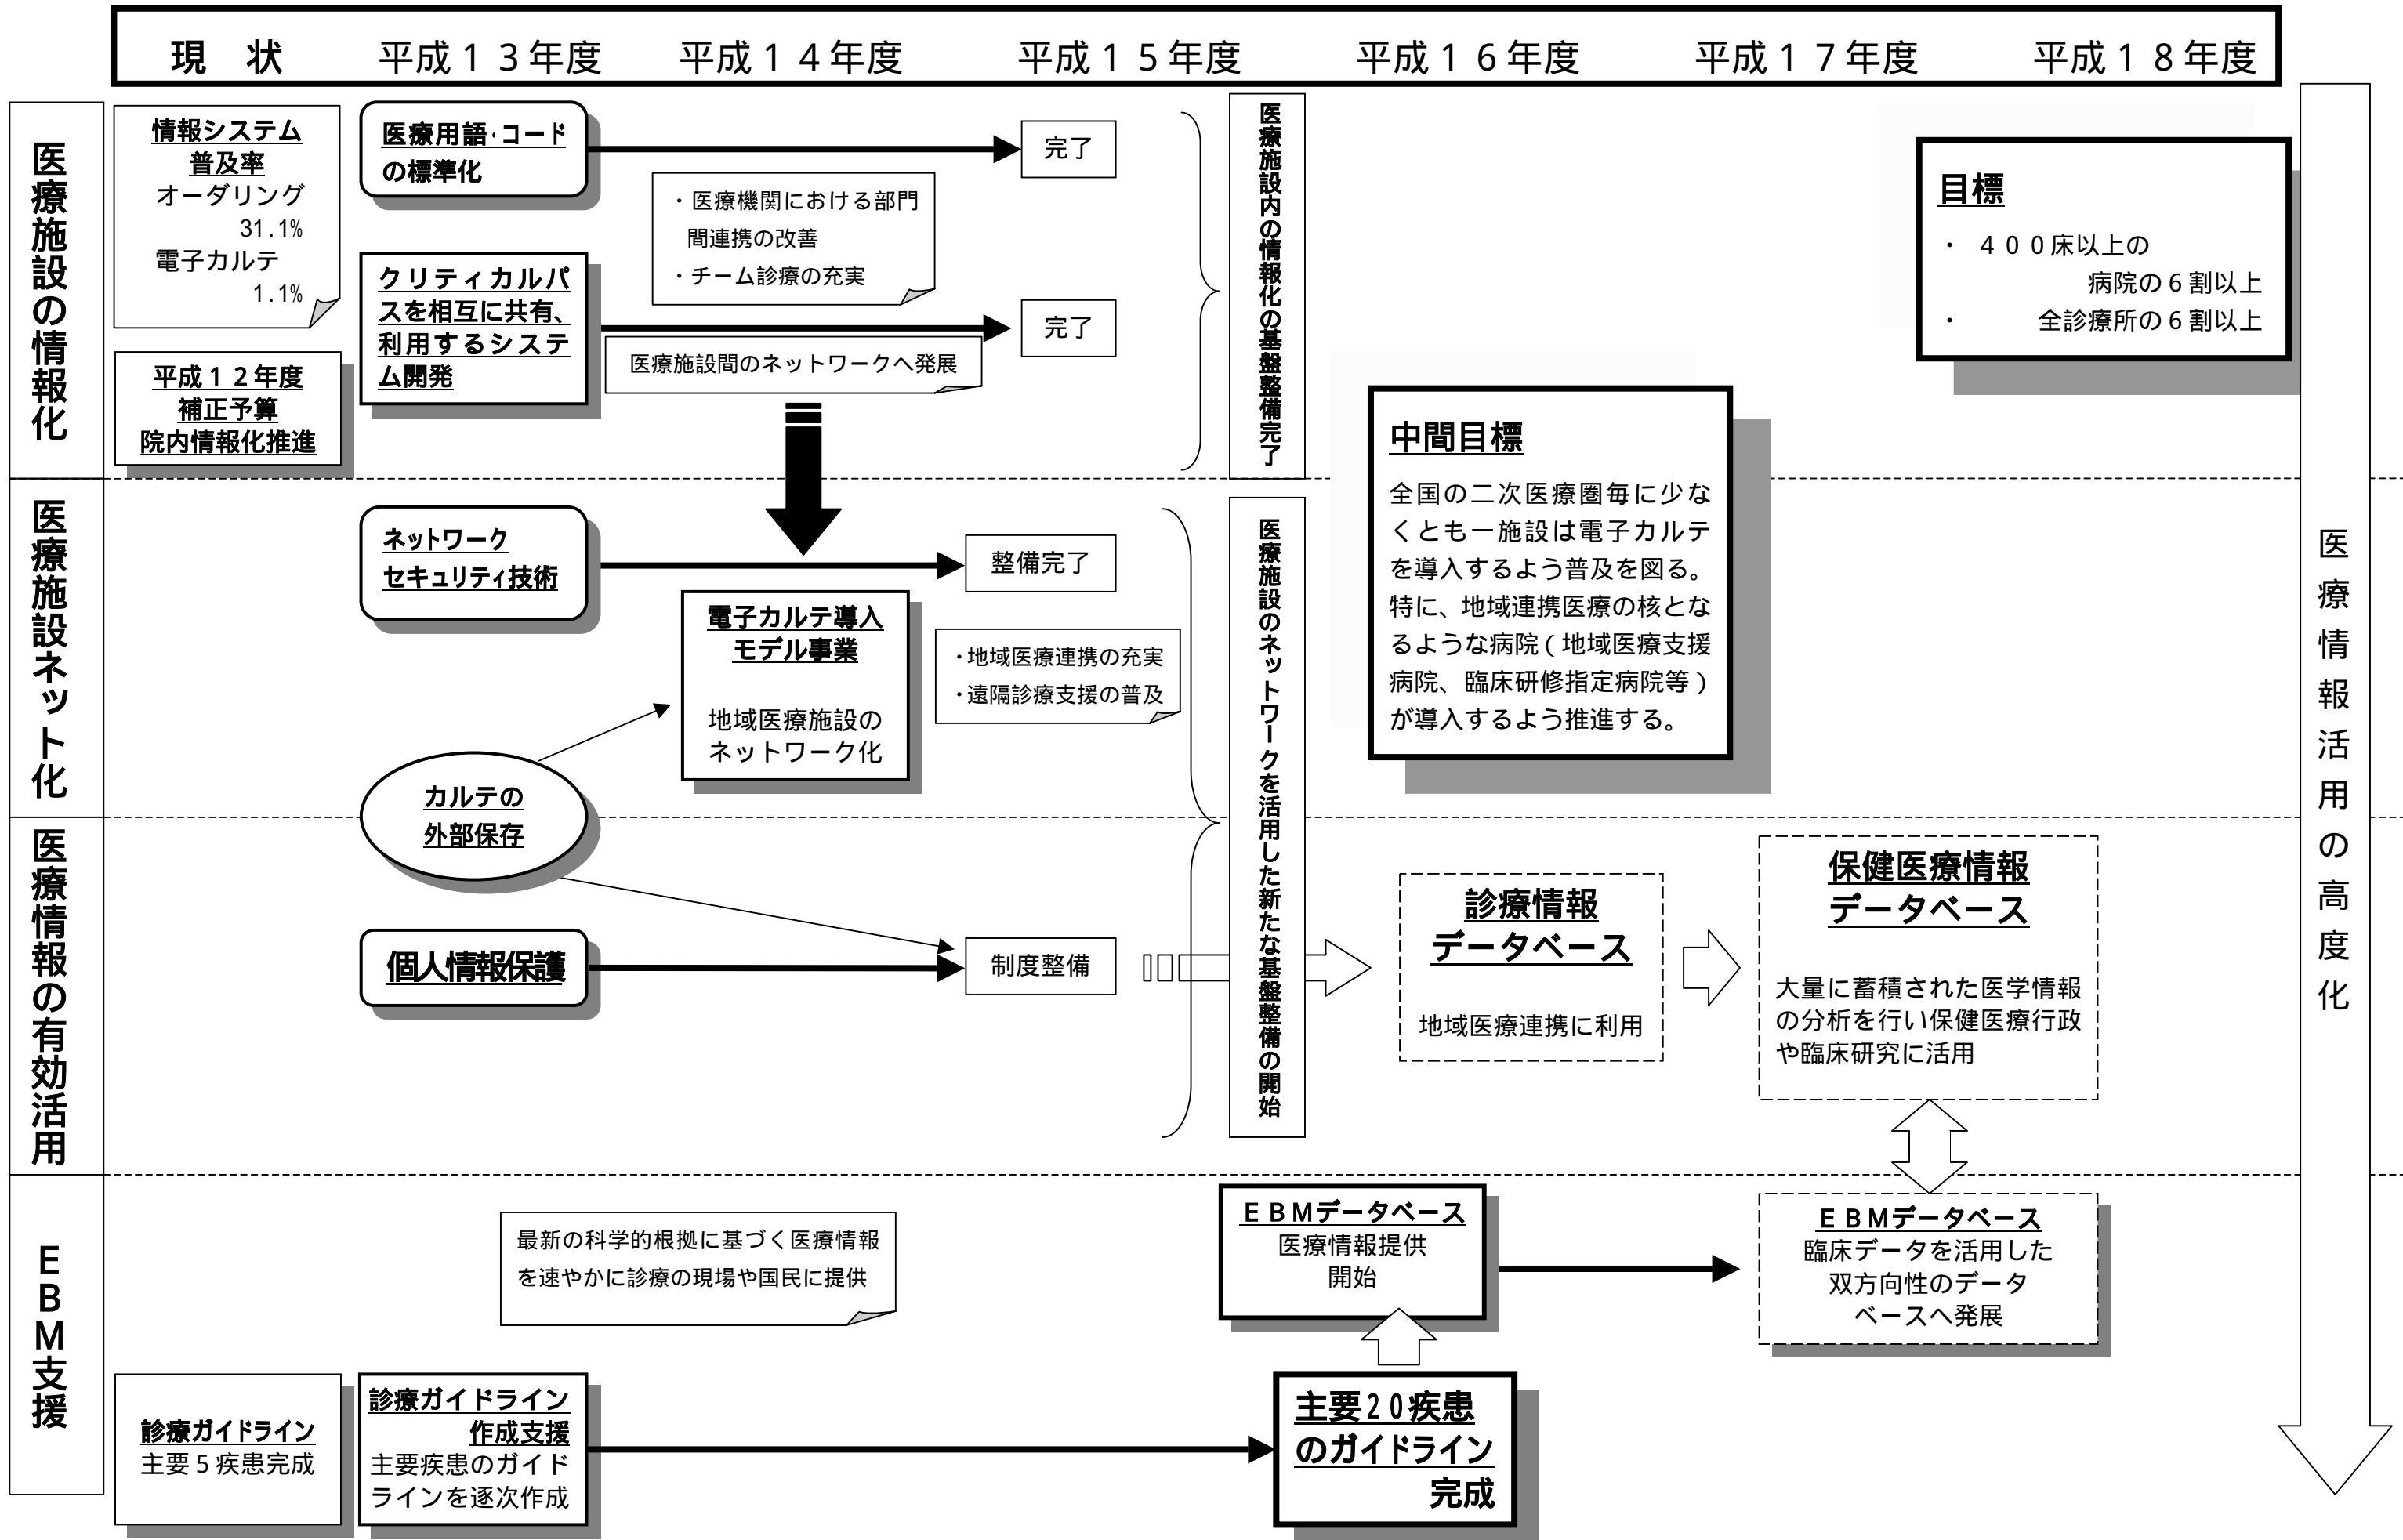 現　状　平成１３年度　平成１４年度　平成１５年度　平成１６年度　平成１７年度　平成１８年度
医療施設の情報化
情報システム
普及率
オーダリング
31.1%
電子カルテ
1.1%
平成１２年度
補正予算
院内情報化推進
医療用語・コード
の標準化
完了
・医療機関における部門
間連携の改善
・チーム診療の充実
クリティカルパ
スを相互に共有、
利用するシステ
ム開発
完了
医療施設間のネットワークへ発展
医療施設内の情報化の基盤整備完了
目標
・ ４００床以上の
病院の６割以上
・ 全診療所の６割以上
中間目標
全国の二次医療圏毎に少な
くとも一施設は電子カルテ
を導入するよう普及を図る。
特に、地域連携医療の核とな
るような病院（地域医療支援
病院、臨床研修指定病院等）
が導入するよう推進する。
医療施設ネット化
ネットワーク
セキュリティ技術
整備完了
電子カルテ導入
モデル事業
地域医療施設の
ネットワーク化
・地域医療連携の充実
・遠隔診療支援の普及
カルテの
外部保存
医療施設のネットワークを活用した新たな基盤整備の開始
医療情報の有効活用
個人情報保護
制度整備
診療情報
データベース
地域医療連携に利用
保健医療情報
データベース
大量に蓄積された医学情報
の分析を行い保健医療行政
や臨床研究に活用
ＥＢＭ支援
最新の科学的根拠に基づく医療情報
を速やかに診療の現場や国民に提供
ＥＢＭデータベース
医療情報提供
開始
ＥＢＭデータベース
臨床データを活用した
双方向性のデータ
ベースへ発展
診療ガイドライン
主要５疾患完成
診療ガイドライン
作成支援
主要疾患のガイド
ラインを逐次作成
主要２０疾患
のガイドライン
完成
医療情報活用の高度化